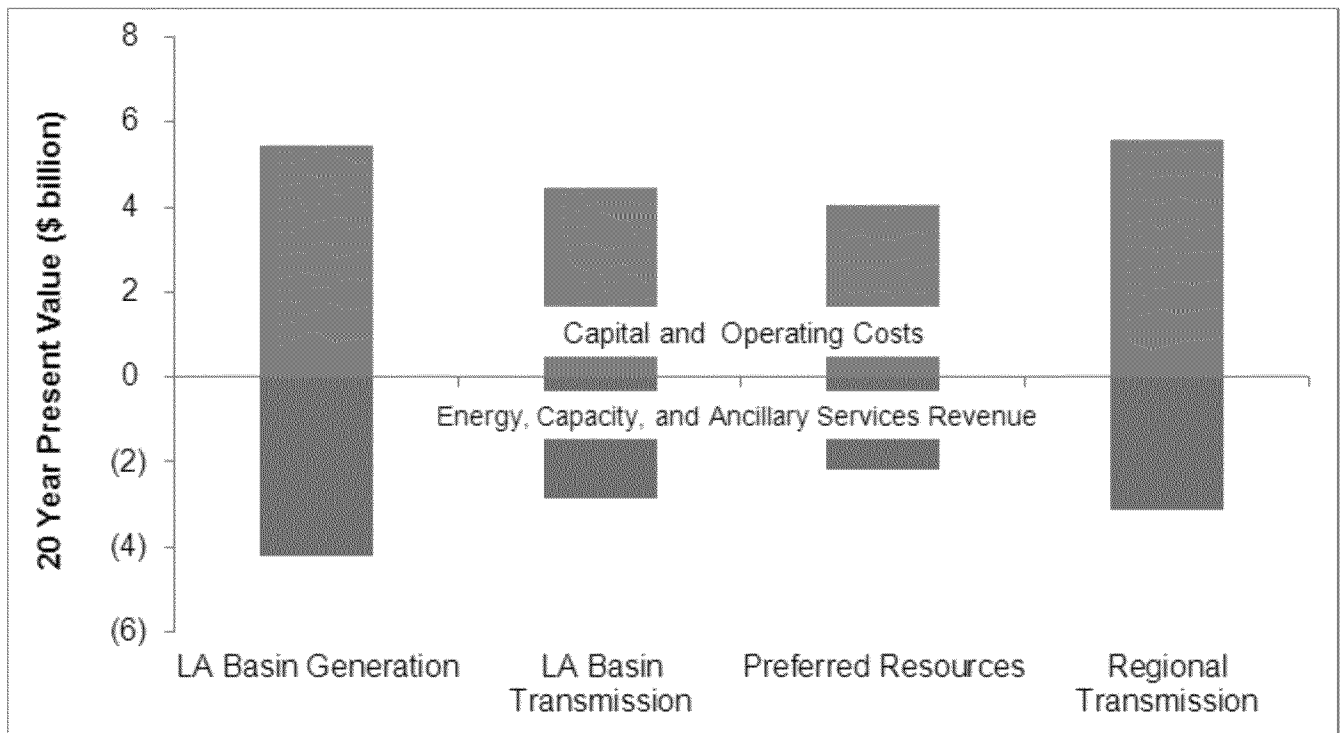 20 Year Present Value ($ billion)
8
6
4
2
0
(2)
(4)
(6)
Capital and Operating Costs
Energy, Capacity, and Ancillary Services Revenue
LA Basin Generation
LA Basin
Transmission
Preferred Resources
Regional
Transmission